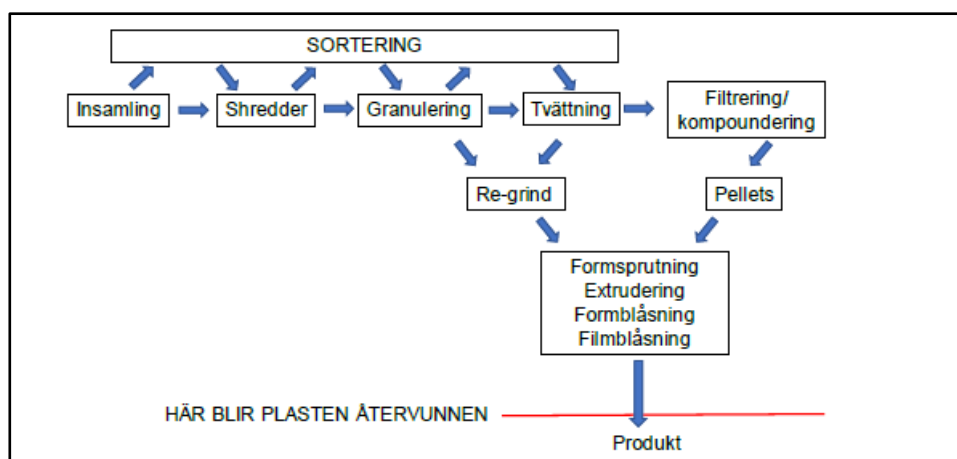 SORTERING
Insamling
Shredder
Granulering
Tvättning
Filtrering/
kompoundering
Re-grind
Pellets
Formsprutning
Extrudering
Formblåsning
Filmblåsning
HÄR BLIR PLASTEN ÅTERVUNNEN
Produkt